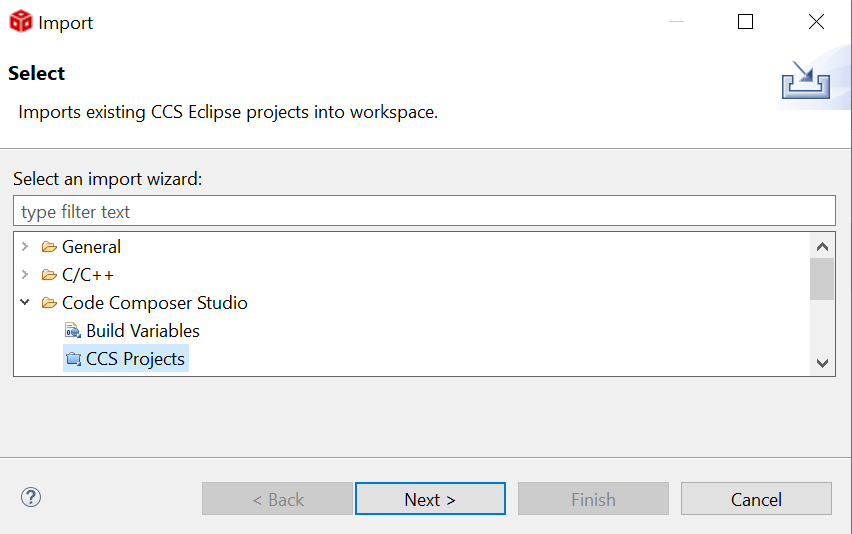 Import
Select
Imports existing CCS Eclipse projects into workspace.
Select an import wizard:
type filter text
General
C/C++
Code Composer Studio
Build Variables
CCS Projects
?
< Back
Next >
Finish
Cancel